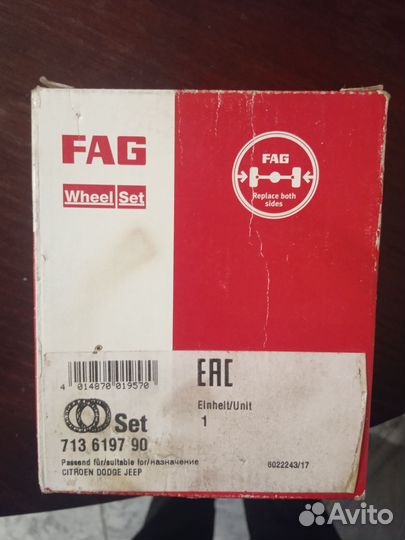 FAG
Wheel Set
FAG
Replace both
sides
4 014870 019570
EAC
Einheit/Unit
1
Set
713 6197 90
Passend für/suitable for/назначение
CITROEN DODGE JEEP
6022243/17
Avito